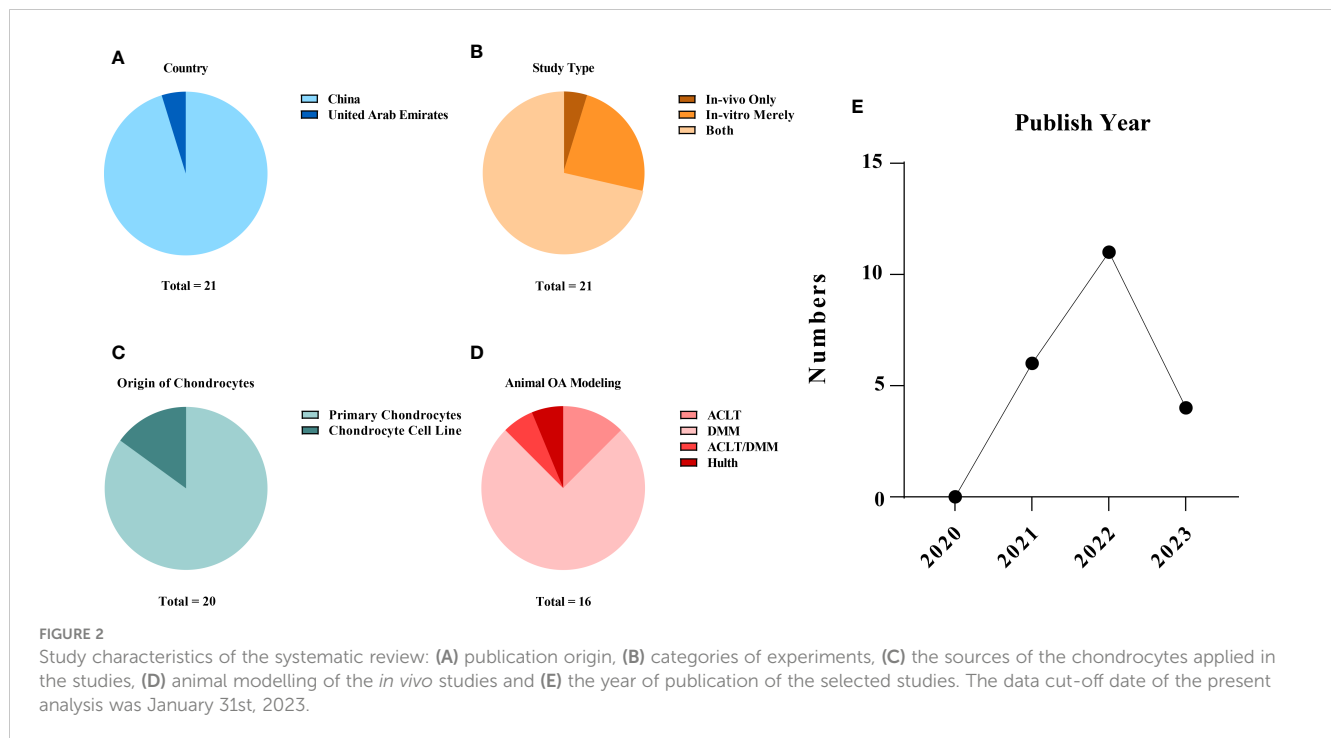 A
Country
China
United Arab Emirates
Total = 21
B
Study Type
In-vivo Only
In-vitro Merely
Both
Total = 21
C
Origin of Chondrocytes
Primary Chondrocytes
Chondrocyte Cell Line
Total = 20
D
Animal OA Modeling
ACLT
DMM
ACLT/DMM
Hulth
Total = 16
E
Publish Year
Numbers
15
10
5
0
2020
2021
2022
2023
FIGURE 2
Study characteristics of the systematic review: (A) publication origin, (B) categories of experiments, (C) the sources of the chondrocytes applied in
the studies, (D) animal modelling of the in vivo studies and (E) the year of publication of the selected studies. The data cut-off date of the present
analysis was January 31st, 2023.